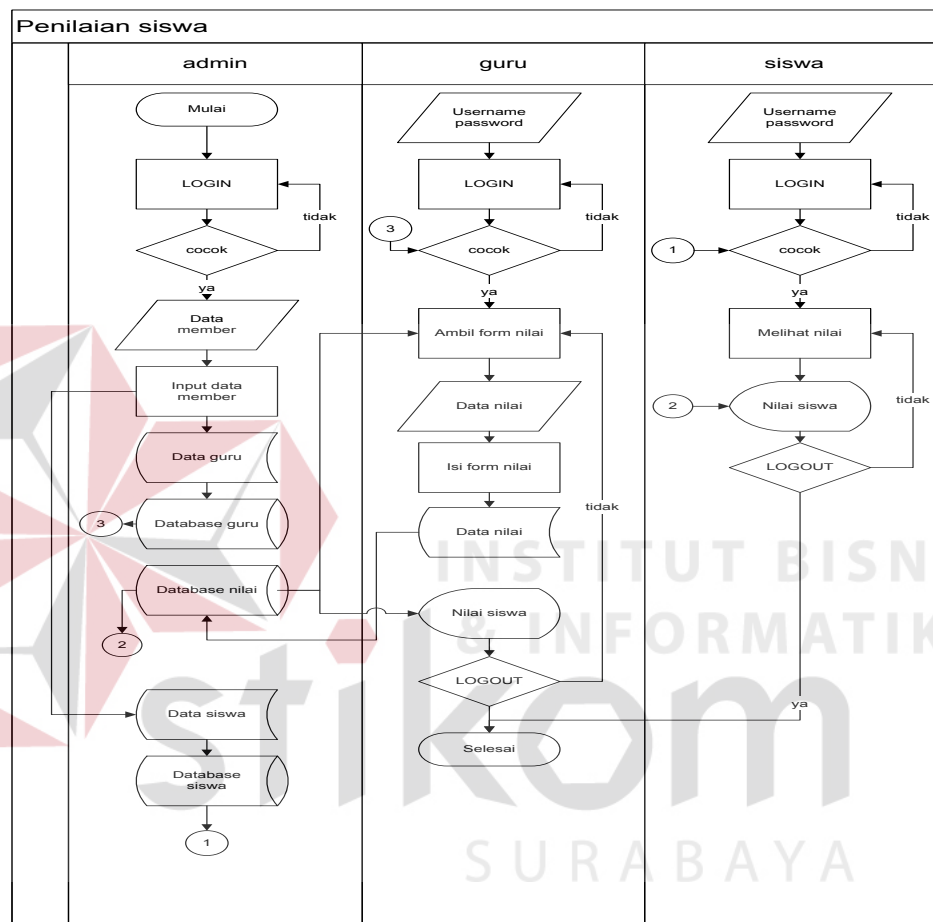 Penilaian siswa
admin
Mulai
LOGIN
tidak
cocok
ya
Data
member
Input data
member
Data guru
3
Database guru
Database nilai
2
Data siswa
Database
siswa
1
guru
Username
password
LOGIN
tidak
3
cocok
ya
Ambil form nilai
Data nilai
Isi form nilai
tidak
Data nilai
Nilai siswa
LOGOUT
Selesai
siswa
Username
password
LOGIN
tidak
1
cocok
ya
Melihat nilai
tidak
2
Nilai siswa
LOGOUT
ya
INSTITUT BISN
& INFORMATIK
stikom
SURABAYA